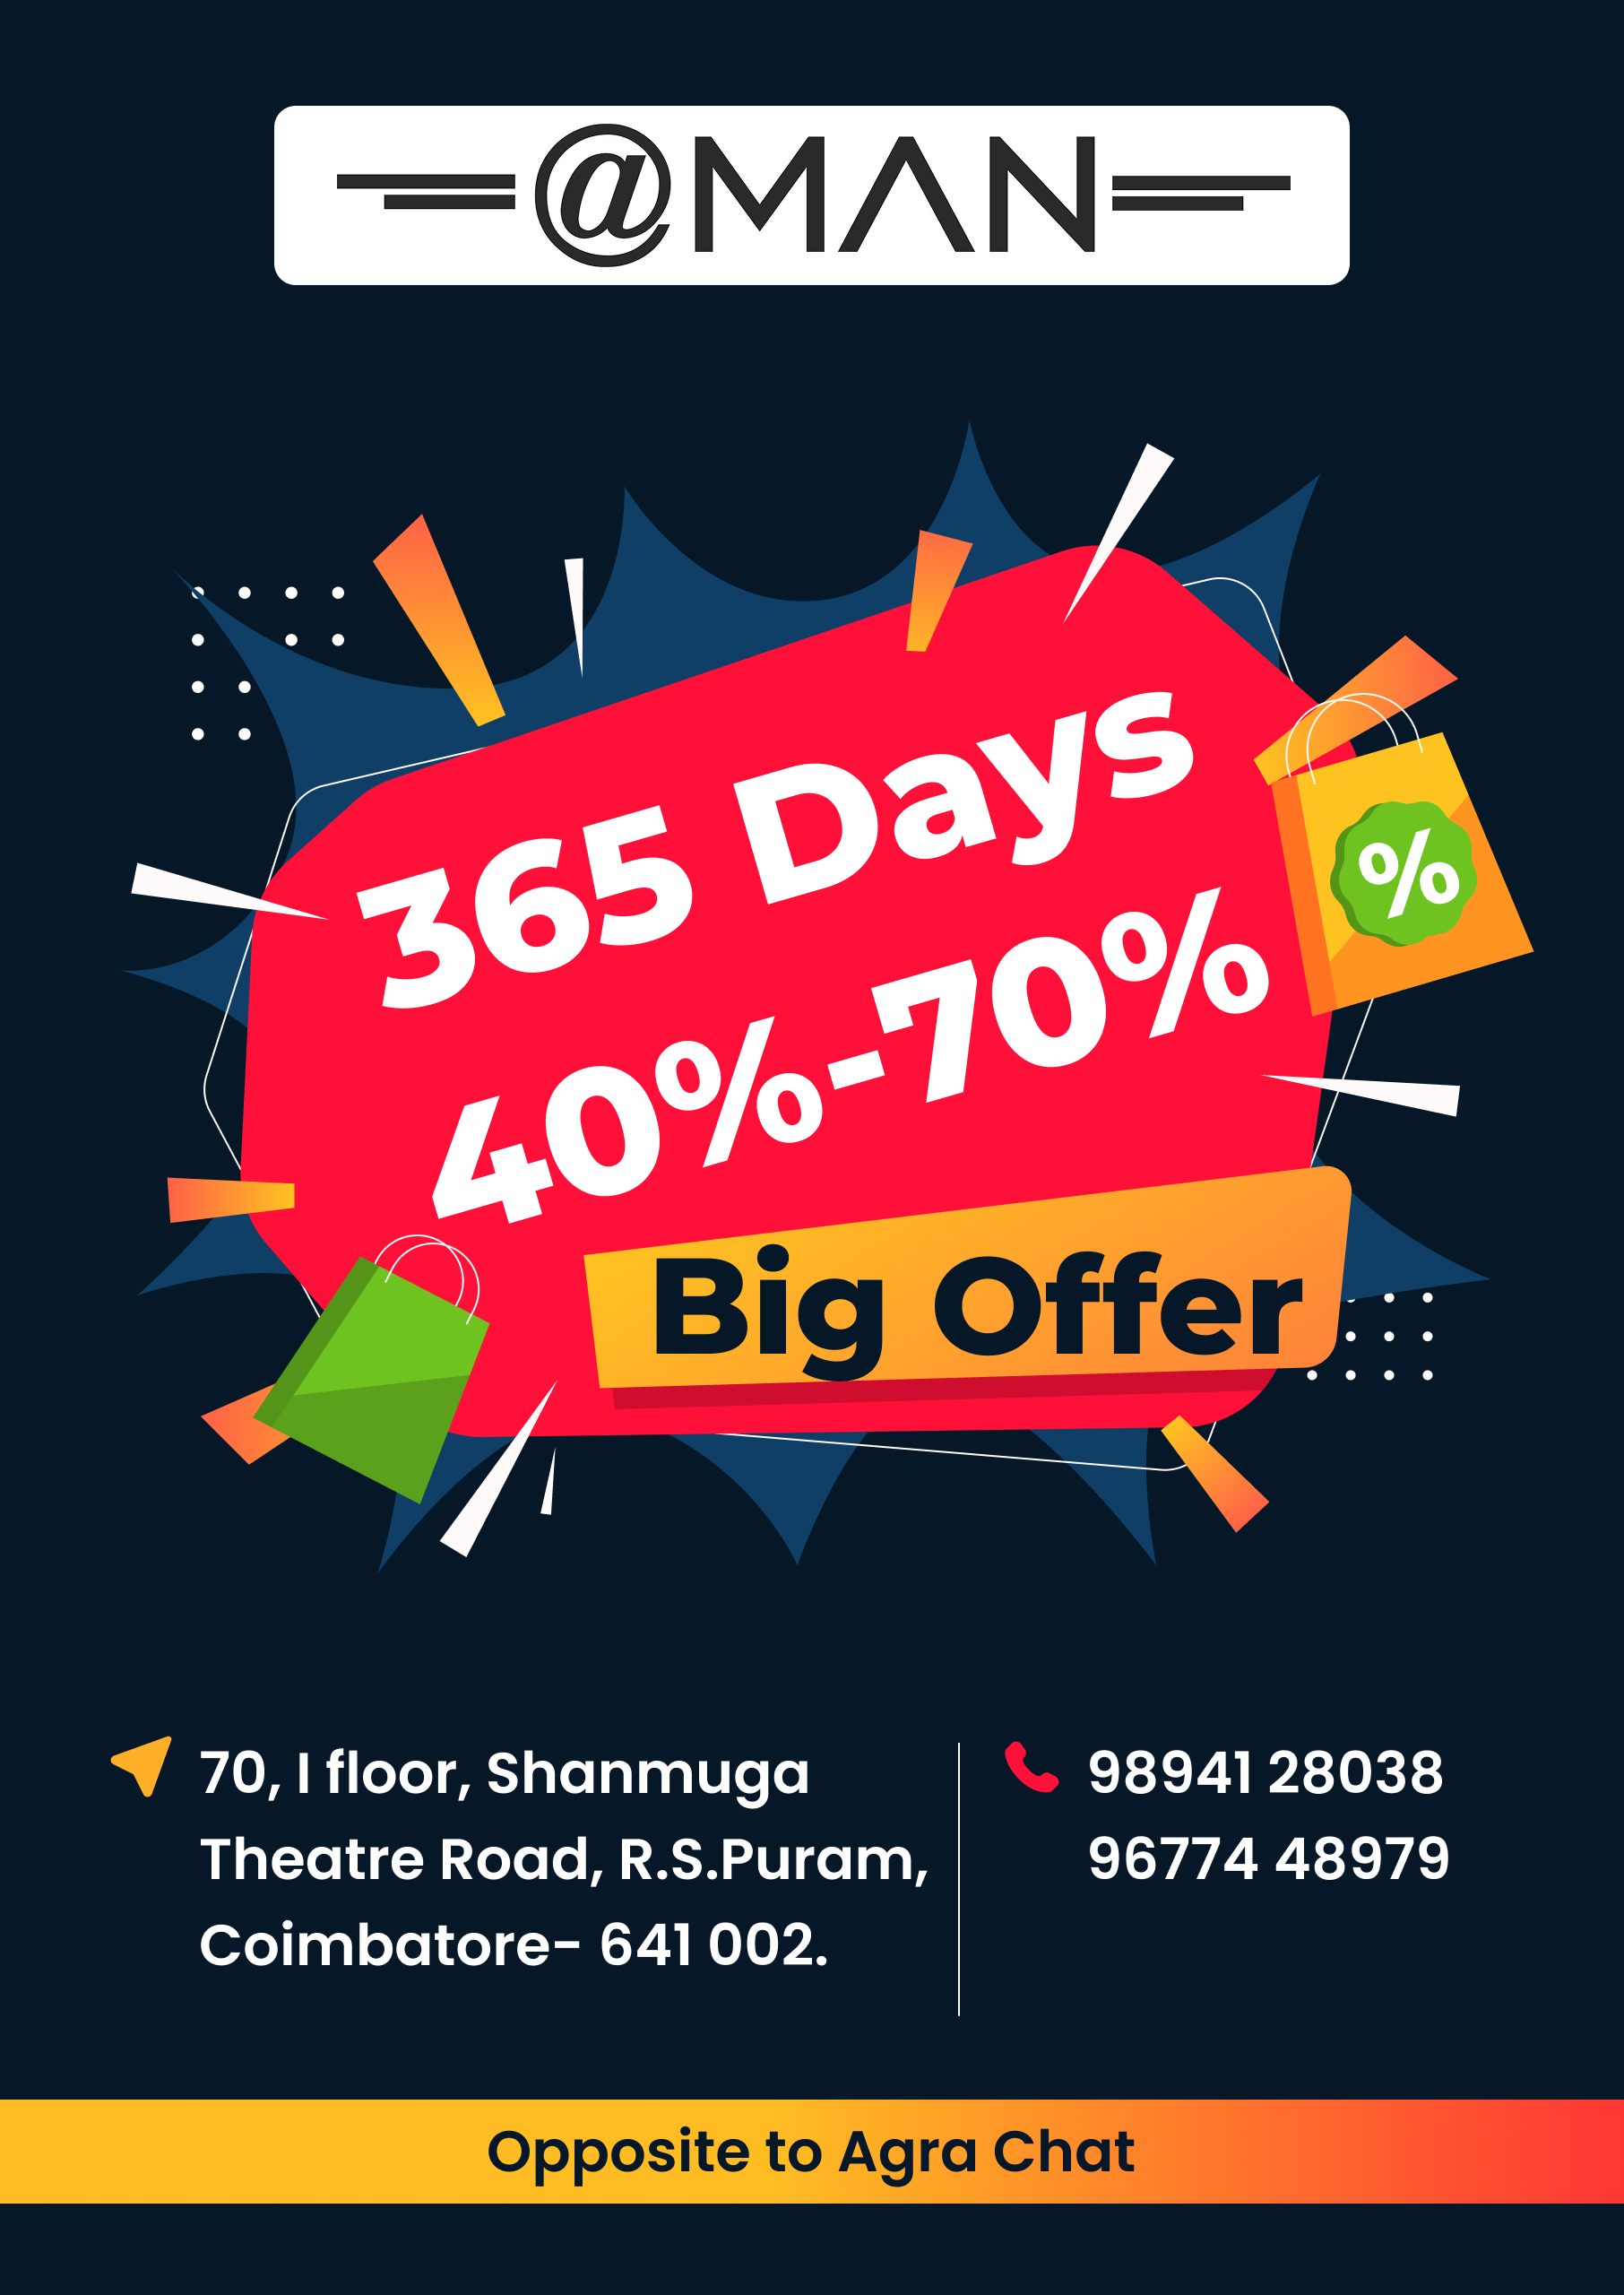 @MAN
365 Days
40%-70%
%
Big Offer
70, I floor, Shanmuga
Theatre Road, R.S.Puram,
Coimbatore- 641 002.
98941 28038
96774 48979
Opposite to Agra Chat